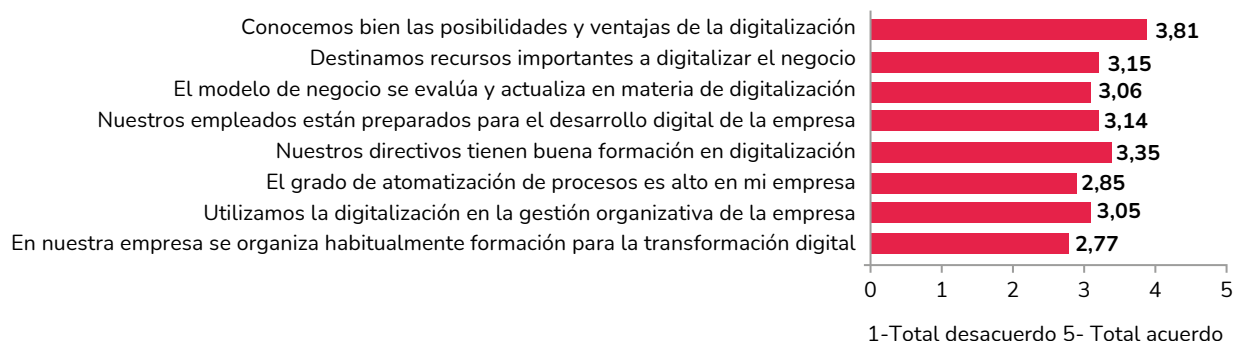 Conocemos bien las posibilidades y ventajas de la digitalización 3,81
Destinamos recursos importantes a digitalizar el negocio 3,15
El modelo de negocio se evalúa y actualiza en materia de digitalización 3,06
Nuestros empleados están preparados para el desarrollo digital de la empresa 3,14
Nuestros directivos tienen buena formación en digitalización 3,35
El grado de atomatización de procesos es alto en mi empresa 2,85
Utilizamos la digitalización en la gestión organizativa de la empresa 3,05
En nuestra empresa se organiza habitualmente formación para la transformación digital 2,77
0 1 2 3 4 5
1-Total desacuerdo 5- Total acuerdo